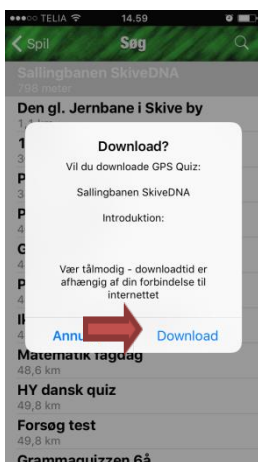 TELIA 14.59
Spil Søg
Sallingbanen SkiveDNA
798 meter
Den gl. Jernbane i Skive by
Download?
Vil du downloade GPS Quiz:
Sallingbanen SkiveDNA
Introduktion:
Vær tålmodig - downloadtid er
afhængig af din forbindelse til
internettet
Download
Matematik fagdag
48,6 km
HY dansk quiz
49,8 km
Forsøg test
49,8 km
Grammaquizzen 6å